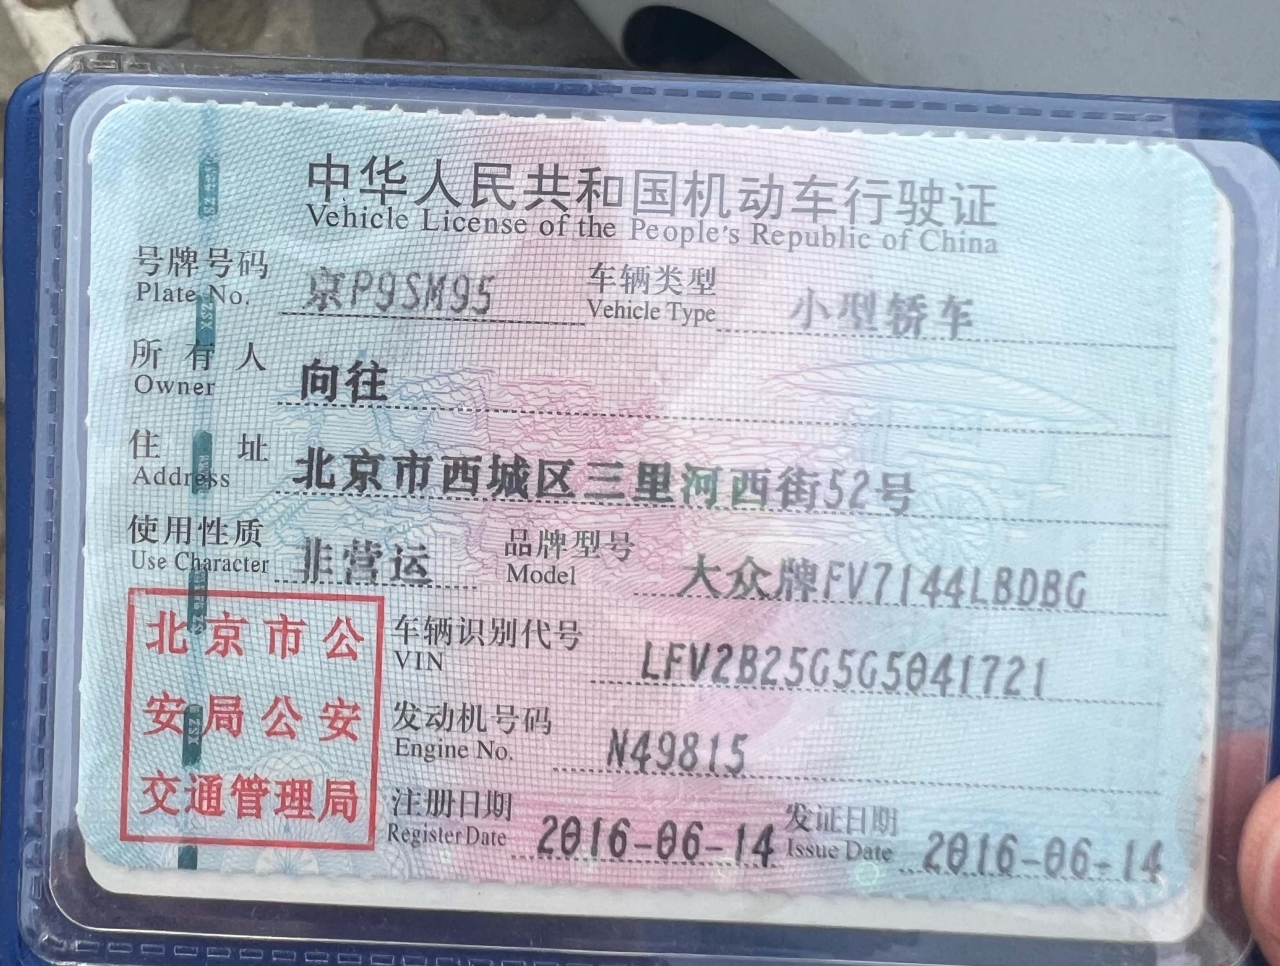 中华人民共和国机动车行驶证
Vehicle License of the People's Republic of China
号牌号码 京P9SM95 车辆类型 小型轿车
Plate No. Vehicle Type
所有人 向往
Owner
住址 北京市西城区三里河西街52号
Address
使用性质 非营运 品牌型号 大众牌FV7144LBDBG
Use Character Model
北京市公
安局公安
交通管理局
车辆识别代号 LFV2B25G5G5041721
VIN
发动机号码 N49815
Engine No.
注册日期 2016-06-14 发证日期 2016-06-14
Register Date Issue Date